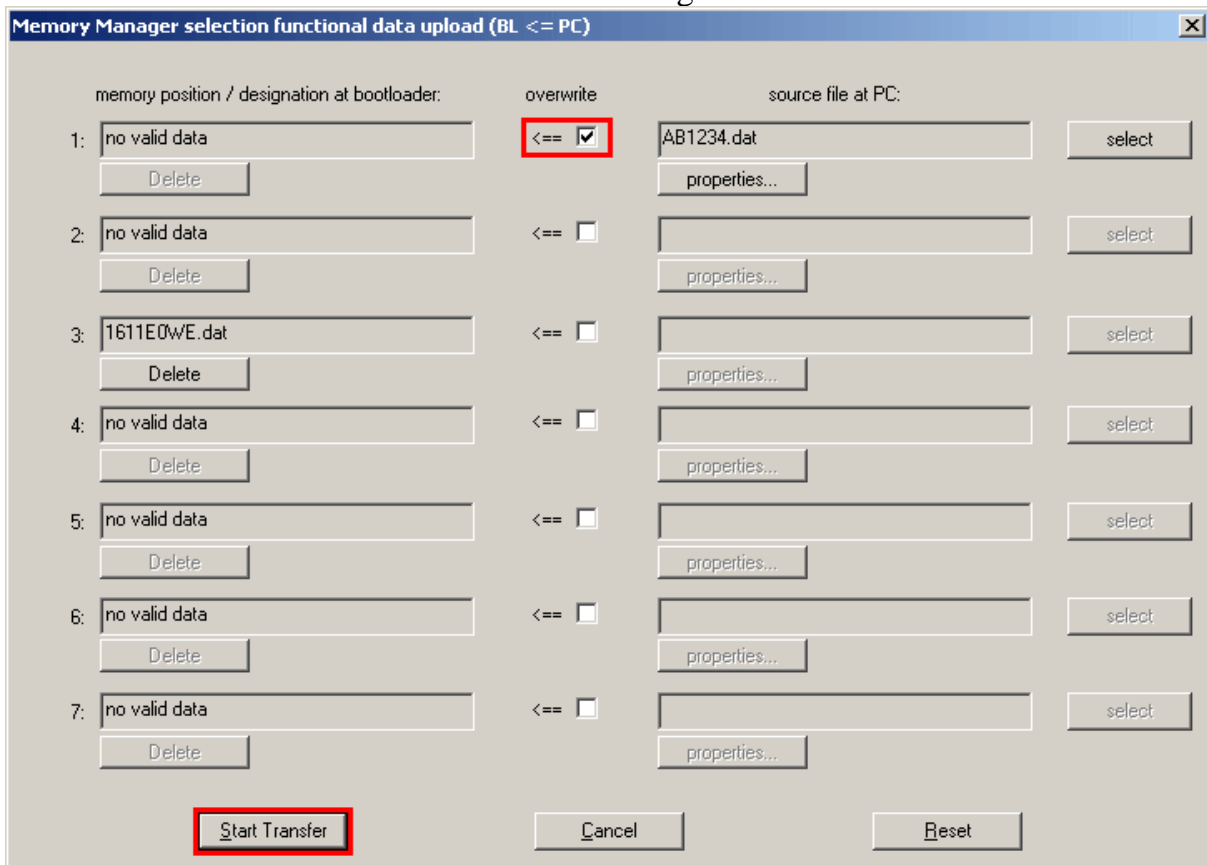 Memory Manager selection functional data upload (BL <= PC)
memory position / designation at bootloader: overwrite source file at PC:
1: no valid data <== AB1234.dat select
Delete properties...
2: no valid data <== select
Delete properties...
3: 1611E0WE.dat <== select
Delete properties...
4: no valid data <== select
Delete properties...
5: no valid data <== select
Delete properties...
6: no valid data <== select
Delete properties...
7: no valid data <== select
Delete properties...
Start Transfer Cancel Reset